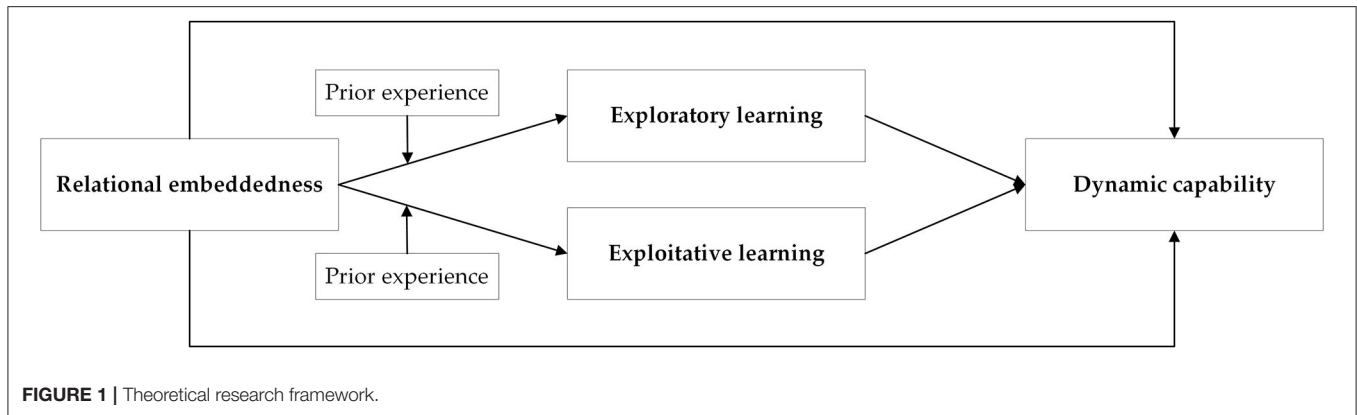 Prior experience
Exploratory learning
Relational embeddedness
Dynamic capability
Exploitative learning
Prior experience
FIGURE 1 | Theoretical research framework.